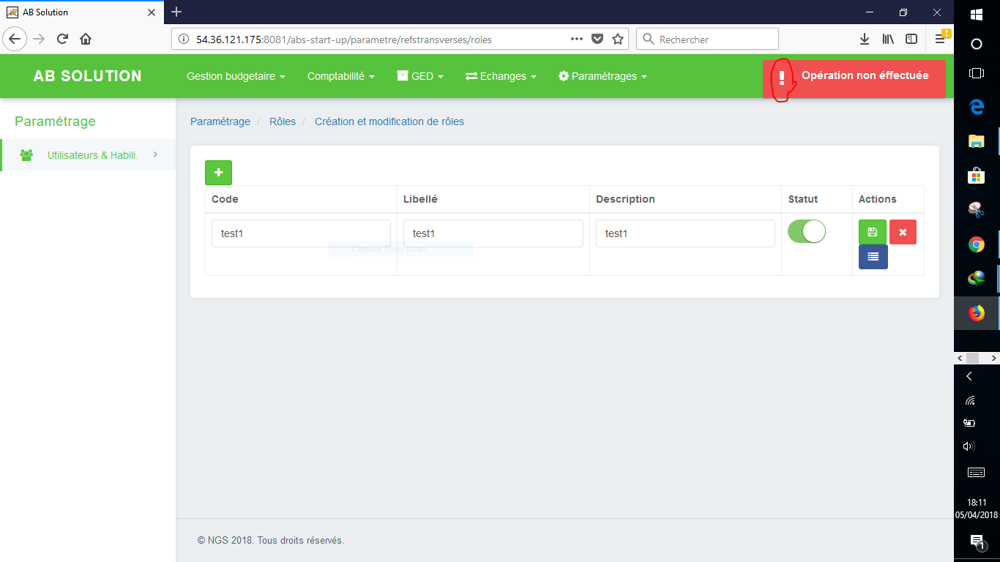 AB Solution
54.36.121.175:8081/abs-start-up/parametre/refstransverses/roles
Rechercher
AB SOLUTION
Gestion budgetaire
Comptabilité
GED
Echanges
Paramétrages
!
Opération non éffectuée
Paramétrage
Utilisateurs & Habili.
Paramétrage / Rôles / Création et modification de rôles
Code
Libellé
Description
Statut
Actions
test1
test1
test1
Capture Plein écran
© NGS 2018. Tous droits réservés.
18:11
05/04/2018
1